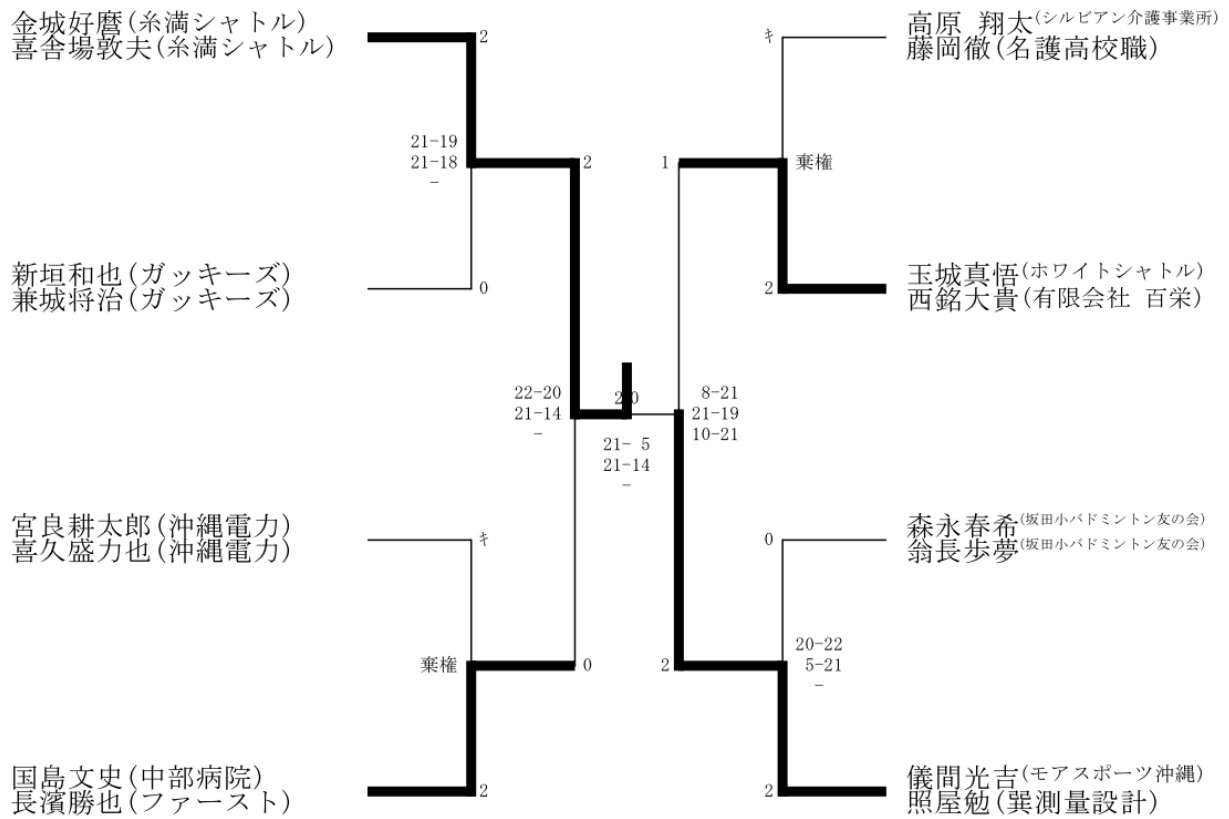 金城好麿(糸満シャトル)
喜舎場敦夫(糸満シャトル)
2
21-19
21-18
-
2
新垣和也(ガッキーズ)
兼城将治(ガッキーズ)
0
22-20
21-14
-
宮良耕太郎(沖縄電力)
喜久盛力也(沖縄電力)
キ
棄権
0
国島文史(中部病院)
長濱勝也(ファースト)
2
2 0
21- 5
21-14
-
高原 翔太(シルビアン介護事業所)
藤岡徹(名護高校職)
キ
1
棄権
玉城真悟(ホワイトシャトル)
西銘大貴(有限会社 百栄)
2
8-21
21-19
10-21
森永春希(坂田小バドミントン友の会)
翁長歩夢(坂田小バドミントン友の会)
0
20-22
5-21
-
2
儀間光吉(モアスポーツ沖縄)
照屋勉(巽測量設計)
2